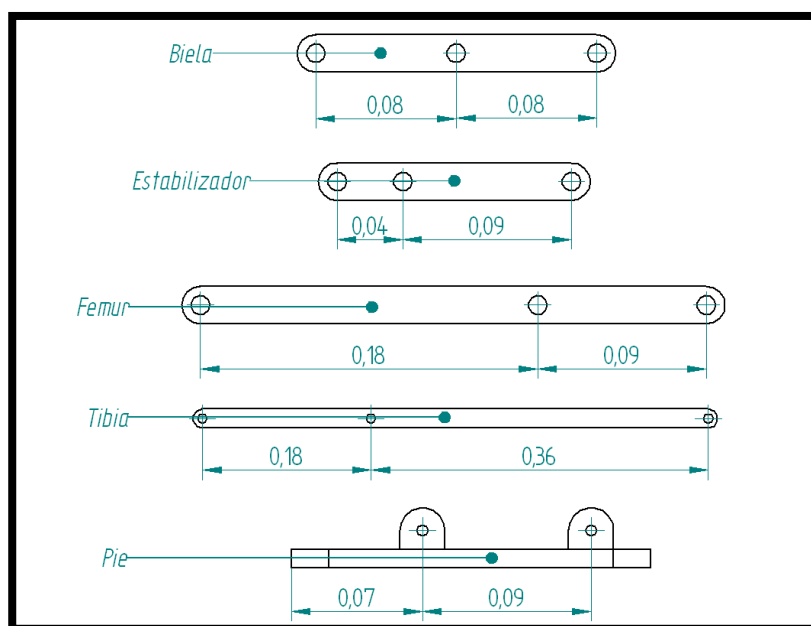 Biela
0,08 0,08
Estabilizador
0,04 0,09
Femur
0,18 0,09
Tibia
0,18 0,36
Pie
0,07 0,09